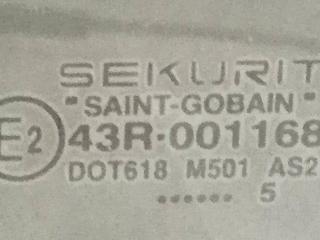 SEKURIT
"SAINT-GOBAIN"
E2 43R-001168
DOT618 M501 AS2
...... 5